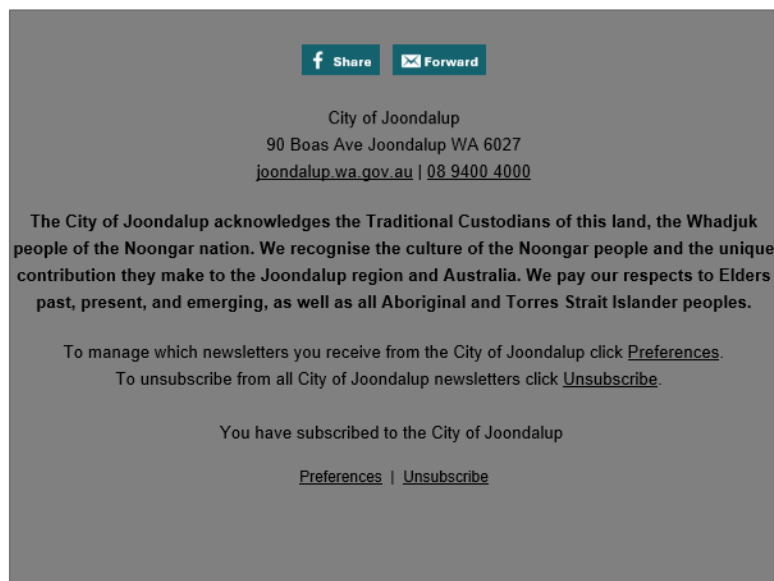 Share Forward
City of Joondalup
90 Boas Ave Joondalup WA 6027
joondalup.wa.gov.au | 08 9400 4000
The City of Joondalup acknowledges the Traditional Custodians of this land, the Whadjuk
people of the Noongar nation. We recognise the culture of the Noongar people and the unique
contribution they make to the Joondalup region and Australia. We pay our respects to Elders
past, present, and emerging, as well as all Aboriginal and Torres Strait Islander peoples.
To manage which newsletters you receive from the City of Joondalup click Preferences.
To unsubscribe from all City of Joondalup newsletters click Unsubscribe.
You have subscribed to the City of Joondalup
Preferences | Unsubscribe